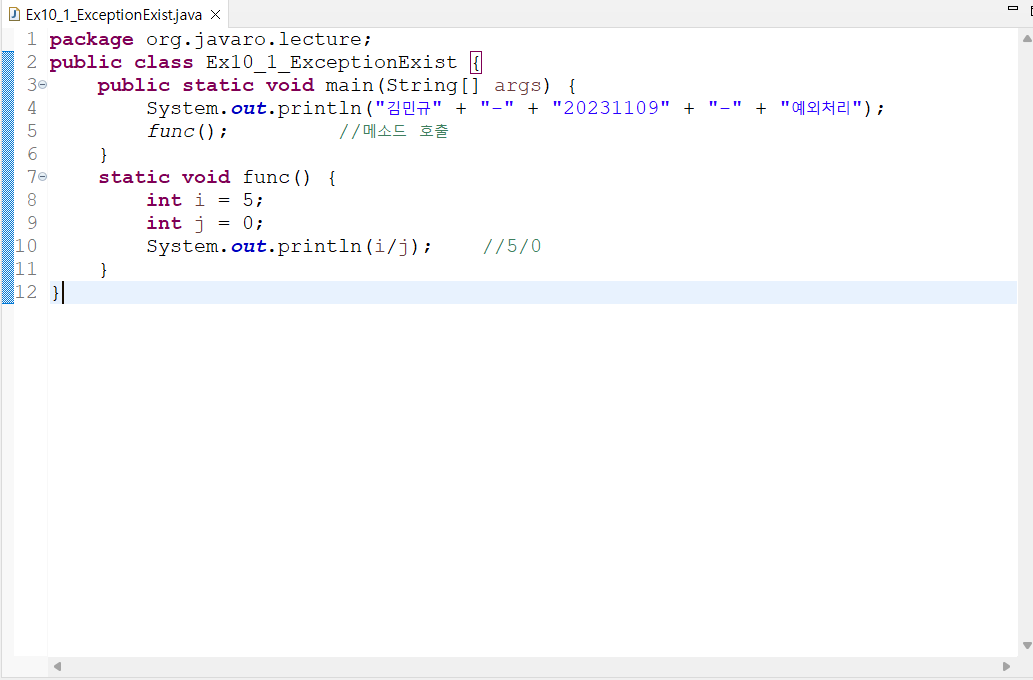 Ex10_1_ExceptionExist.java
1 package org.javaro.lecture;
2 public class Ex10_1_ExceptionExist {
3 public static void main(String[] args) {
4 System.out.println("김민규" + "-" + "20231109" + "-" + "예외처리");
5 func(); //메소드 호출
6 }
7 static void func() {
8 int i = 5;
9 int j = 0;
10 System.out.println(i/j); //5/0
11 }
12 }